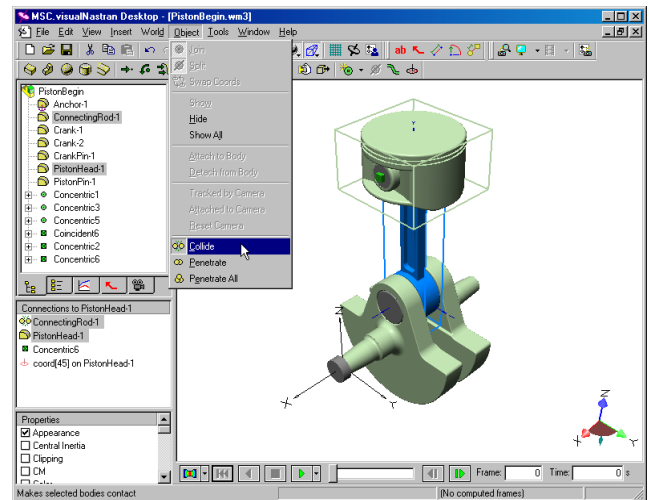 MSC.visualNastran Desktop - [PistonBegin.wm3]
File Edit View Insert World Object Tools Window Help
Join
Split
Swap Coords
Show
Hide
Show All
Attach to Body
Detach from Body
Tracked by Camera
Attached to Camera
Reset Camera
Collide
Penetrate
Penetrate All
PistonBegin
Anchor-1
ConnectingRod-1
Crank-1
Crank-2
CrankPin-1
PistonHead-1
PistonPin-1
Concentric1
Concentric3
Concentric5
Coincident6
Concentric2
Concentric6
Connections to PistonHead-1
ConnectingRod-1
PistonHead-1
Concentric6
coord[45] on PistonHead-1
Properties
Appearance
Central Inertia
Clipping
CM
Y
Z
X
Y
Z
X
Y
Frame: 0 Time: 0 s
Makes selected bodies contact
(No computed frames)